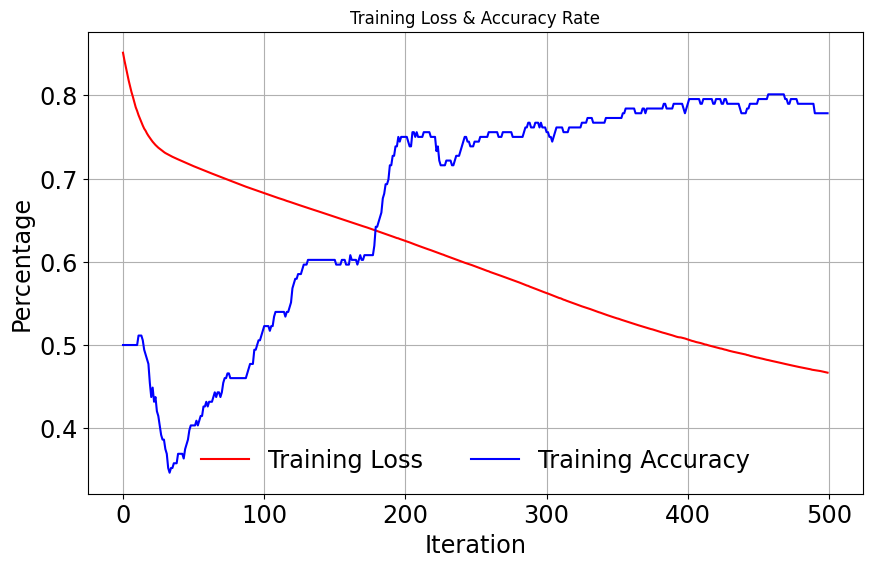 Training Loss & Accuracy Rate
Percentage
0.8
0.7
0.6
0.5
0.4
Training Loss
Training Accuracy
0 100 200 300 400 500
Iteration